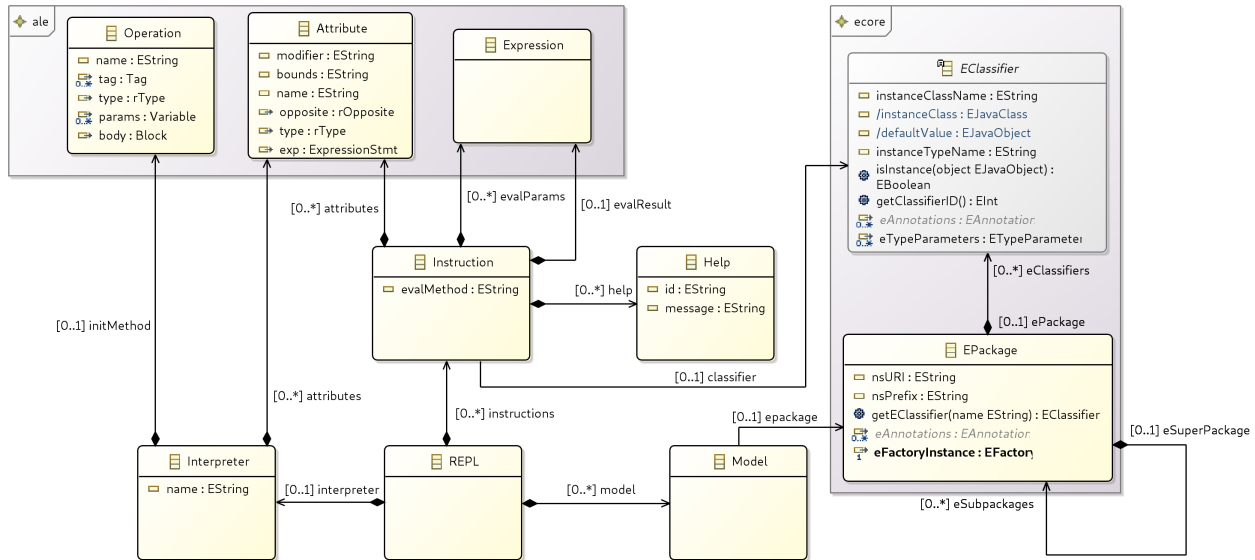 ale
Operation
name : EString
0..*
tag : Tag
type : rType
0..*
params : Variable
body : Block
Attribute
modifier : EString
bounds : EString
name : EString
opposite : rOpposite
type : rType
exp : ExpressionStmt
Expression
ecore
EClassifier
instanceClassName : EString
/instanceClass : EJavaClass
/defaultValue : EJavaObject
instanceTypeName : EString
isInstance(object EJavaObject) :
EBoolean
getClassifierID() : EInt
0..*
eAnnotations : EAnnotation
0..*
eTypeParameters : ETypeParameter
[0..*] attributes
[0..*] evalParams
[0..1] evalResult
Instruction
evalMethod : EString
[0..*] help
Help
id : EString
message : EString
[0..*] eClassifiers
[0..1] ePackage
[0..1] initMethod
[0..*] attributes
[0..*] instructions
[0..1] classifier
[0..1] epackage
EPackage
nsURI : EString
nsPrefix : EString
getEClassifier(name EString) : EClassifier
0..*
eAnnotations : EAnnotation
1
eFactoryInstance : EFactory
[0..1] eSuperPackage
[0..*] eSubpackages
Interpreter
name : EString
[0..1] interpreter
REPL
[0..*] model
Model